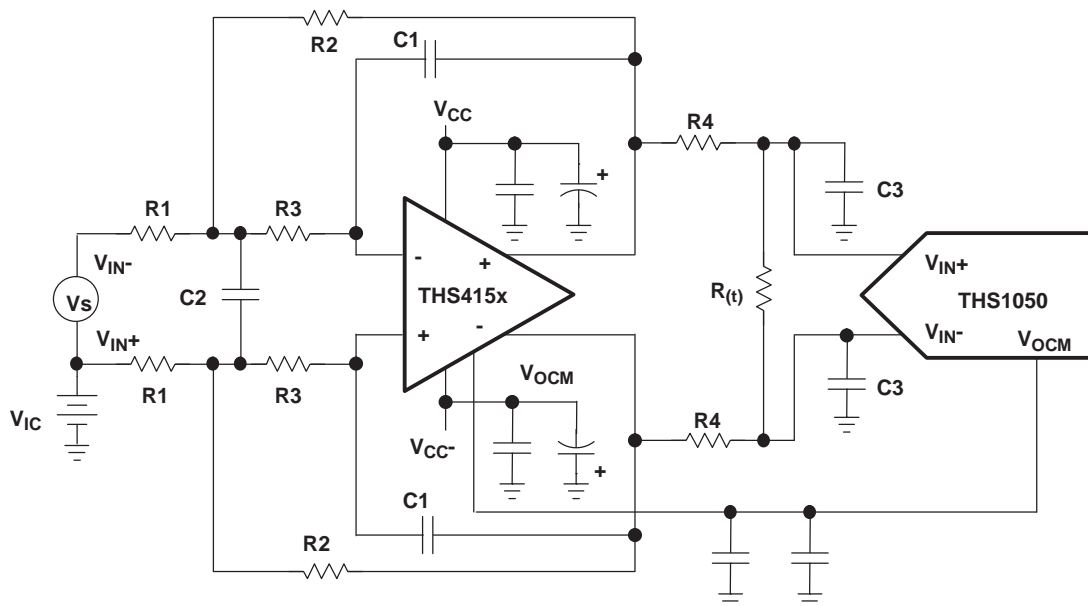 R2
C1
VCC
R4
+
C3
R1
R3
VIN-
-
+
VIN+
Vs
C2
THS415x
R(t)
THS1050
VIN+
+
-
VIN-
VOCM
R1
R3
VOCM
C3
VIC
R4
VCC-
+
C1
R2